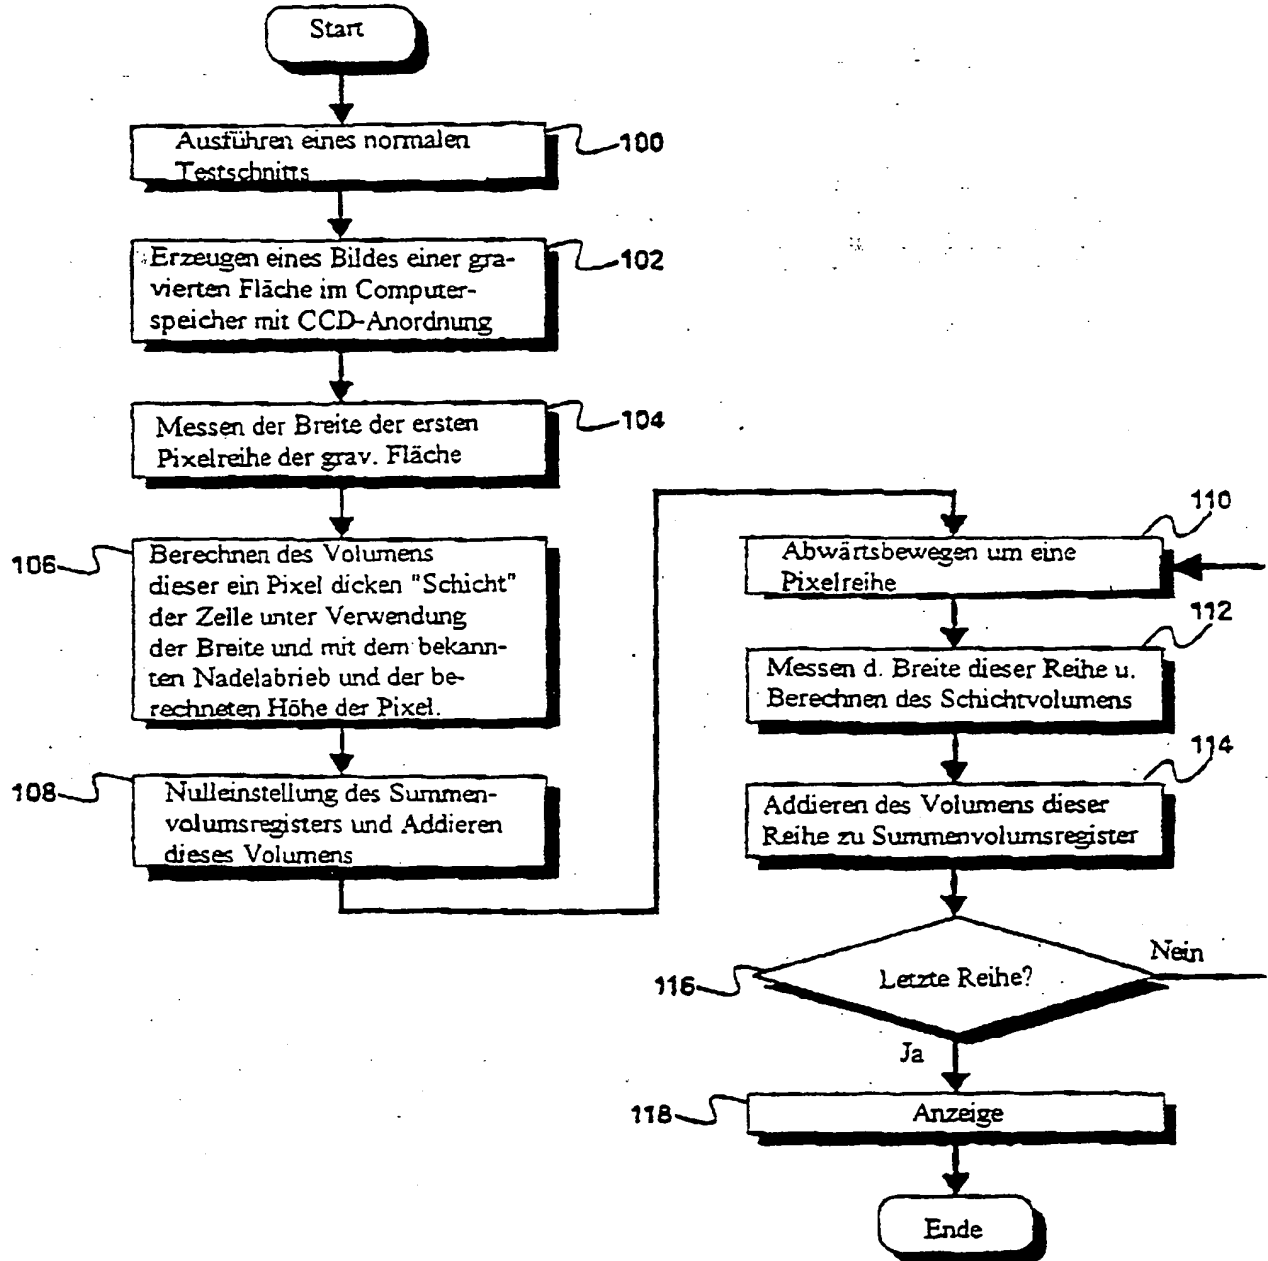 Start
Ausführen eines normalen
Testschnitts
100
Erzeugen eines Bildes einer gra-
vierten Fläche im Computer-
speicher mit CCD-Anordnung
102
Messen der Breite der ersten
Pixelreihe der grav. Fläche
104
106
Berechnen des Volumens
dieser ein Pixel dicken "Schicht"
der Zelle unter Verwendung
der Breite und mit dem bekann-
ten Nadelabrieb und der be-
rechneten Höhe der Pixel.
108
Nulleinstellung des Summen-
volumsregisters und Addieren
dieses Volumens
110
Abwärtsbewegen um eine
Pixelreihe
112
Messen d. Breite dieser Reihe u.
Berechnen des Schichtvolumens
114
Addieren des Volumens dieser
Reihe zu Summenvolumsregister
116
Letzte Reihe?
Nein
Ja
118
Anzeige
Ende